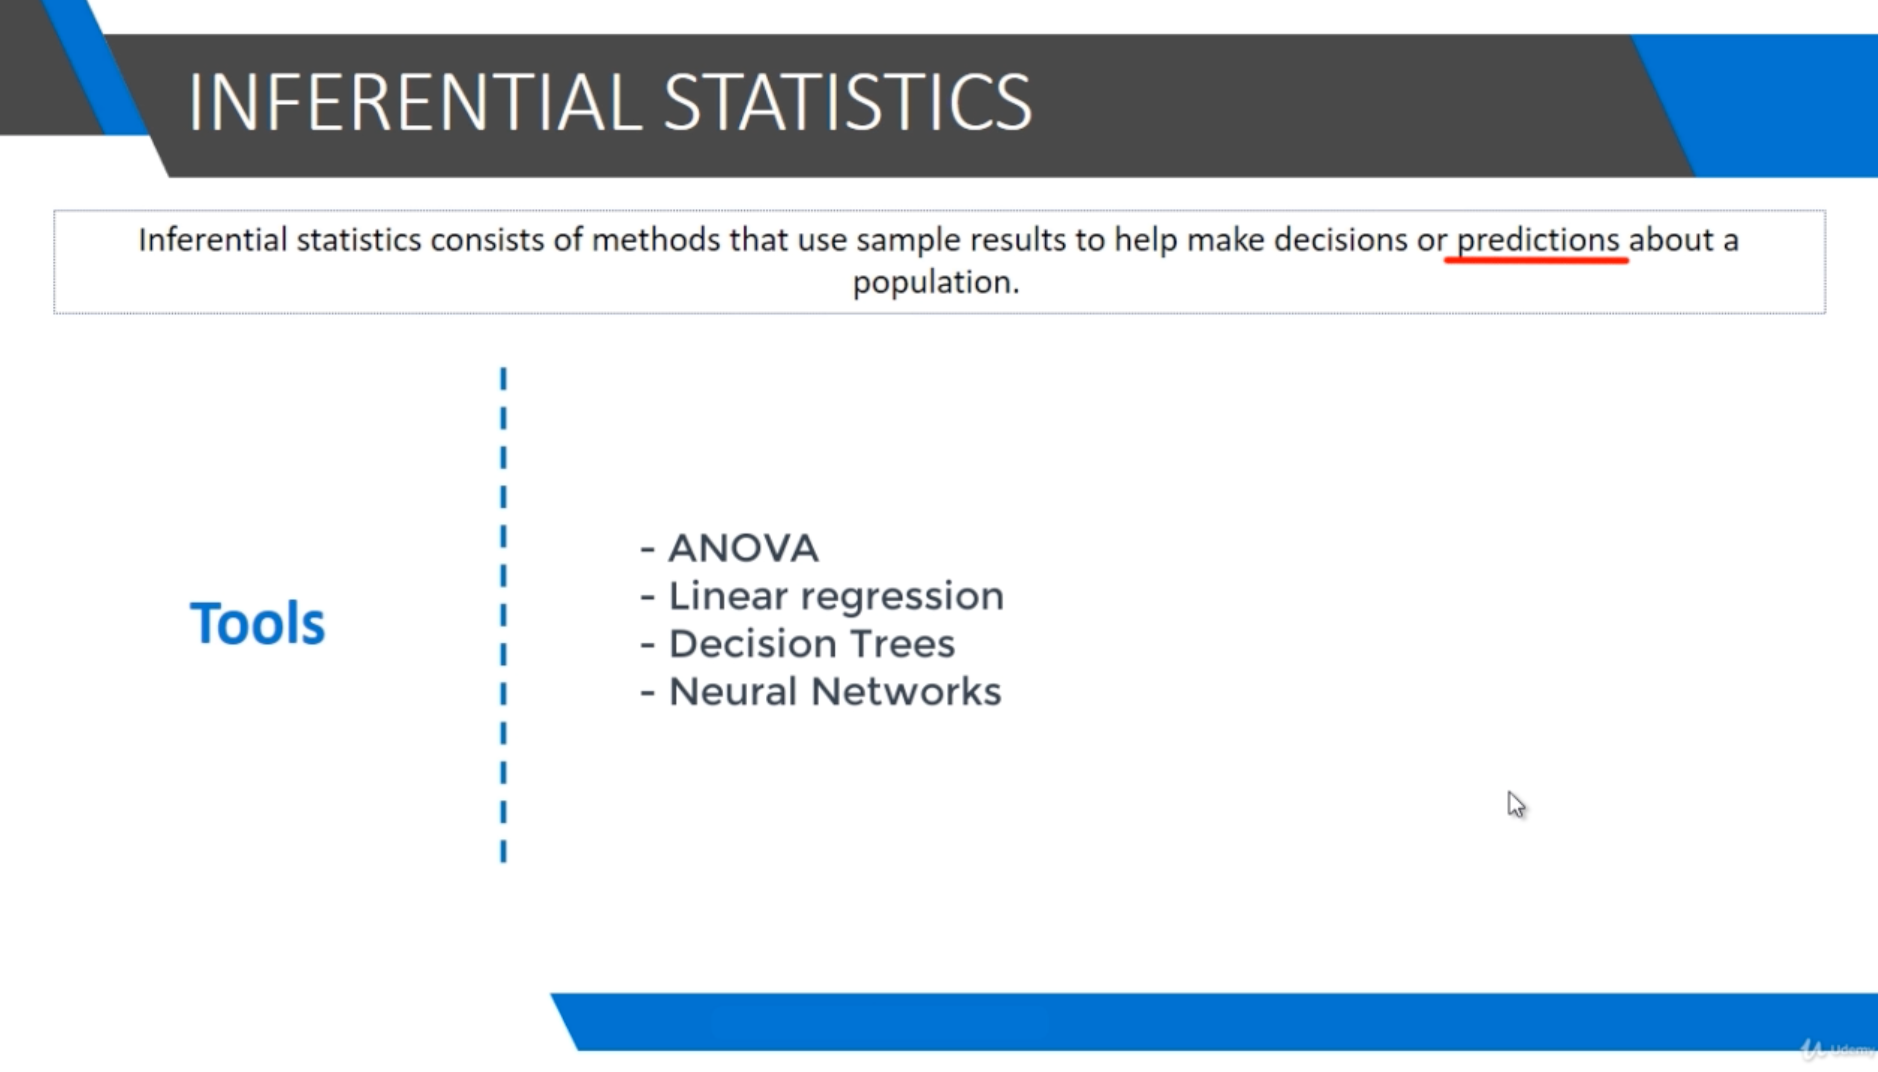 INFERENTIAL STATISTICS
Inferential statistics consists of methods that use sample results to help make decisions or predictions about a
population.
Tools
- ANOVA
- Linear regression
- Decision Trees
- Neural Networks
Udemy